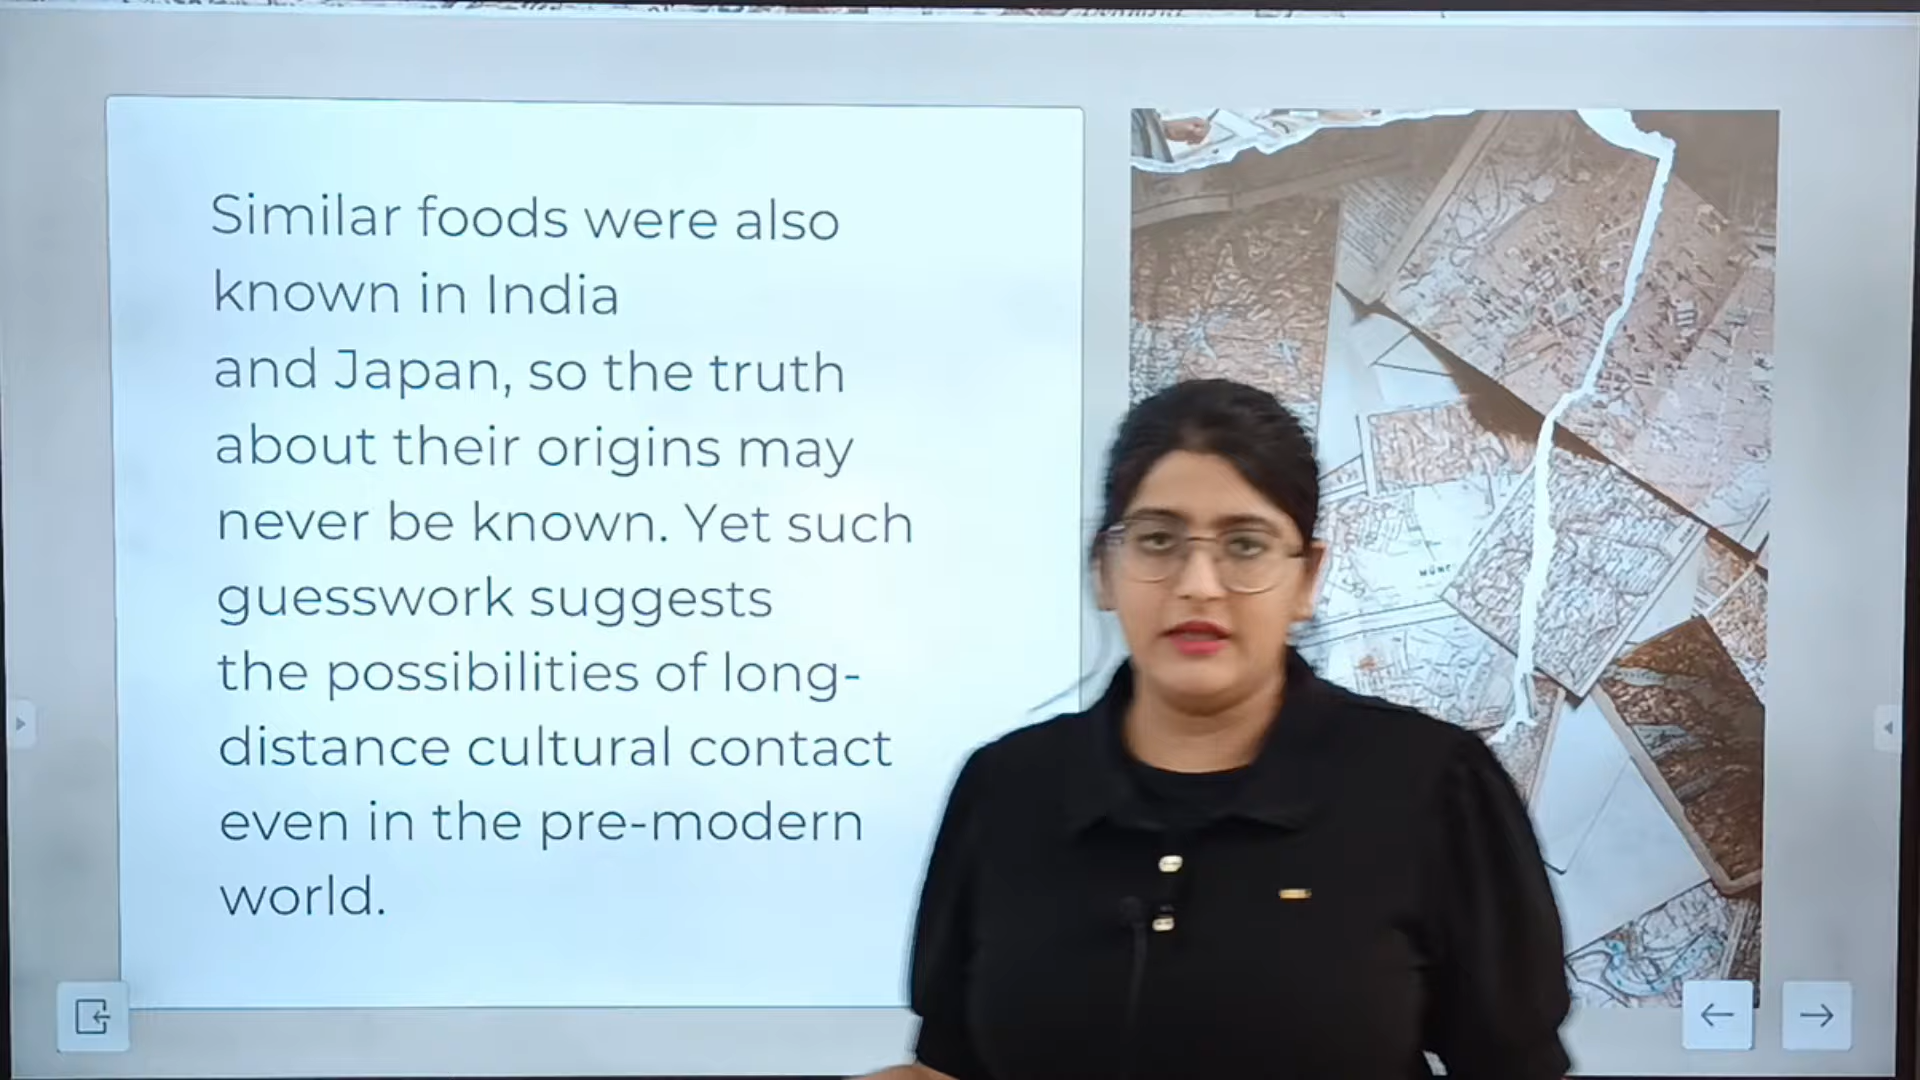 Similar foods were also
known in India
and Japan, so the truth
about their origins may
never be known. Yet such
guesswork suggests
the possibilities of long-
distance cultural contact
even in the pre-modern
world.